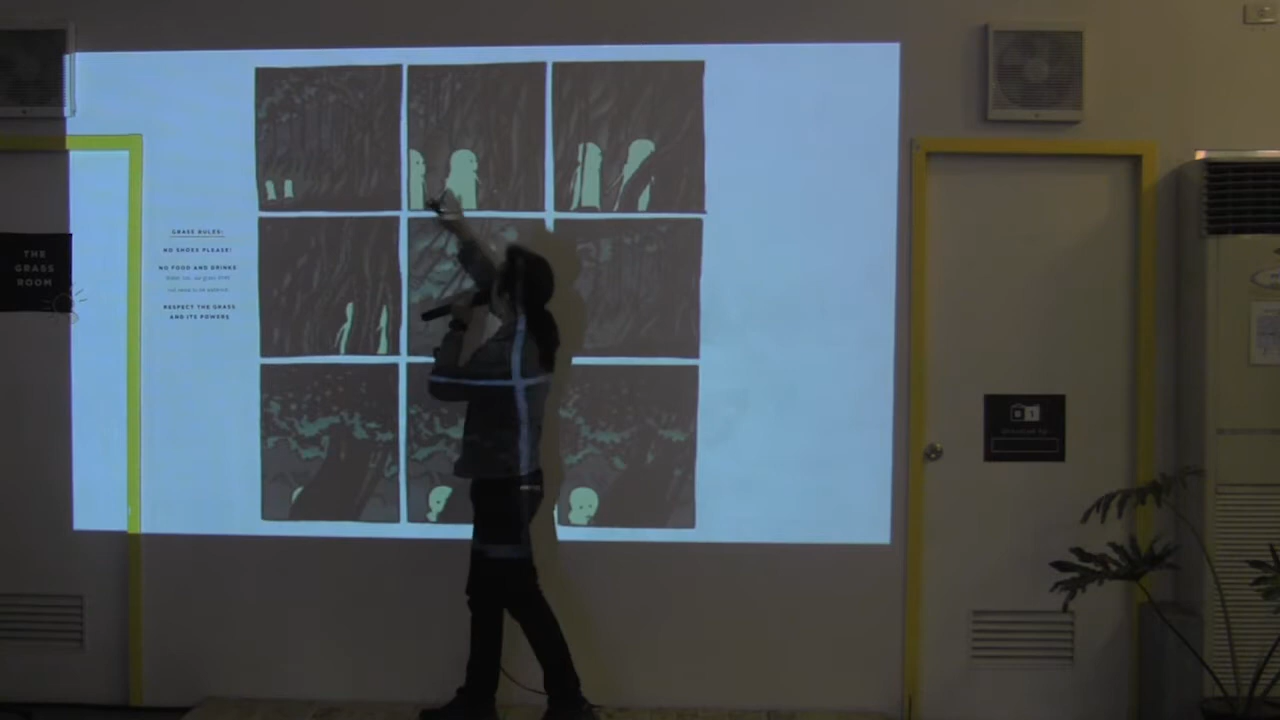 THE
GRASS
ROOM
GRASS RULES:
NO SHOES PLEASE!
NO FOOD AND DRINKS
RESPECT THE GRASS
AND ITS POWERS